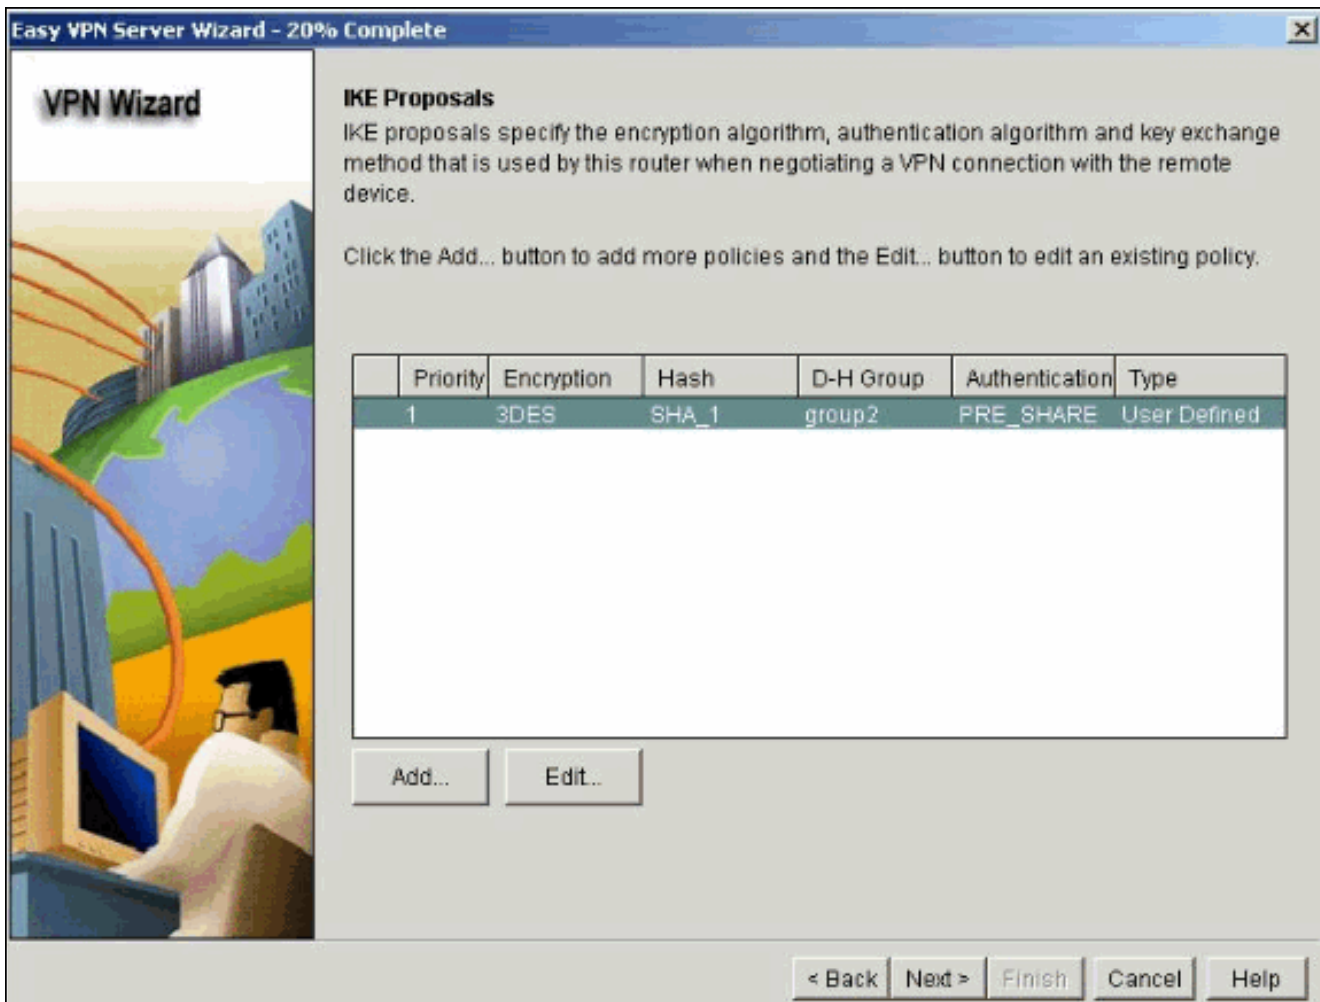 Easy VPN Server Wizard - 20% Complete
VPN Wizard
IKE Proposals
IKE proposals specify the encryption algorithm, authentication algorithm and key exchange
method that is used by this router when negotiating a VPN connection with the remote
device.
Click the Add... button to add more policies and the Edit... button to edit an existing policy.
Priority Encryption Hash D-H Group Authentication Type
1 3DES SHA_1 group2 PRE_SHARE User Defined
Add... Edit...
< Back Next > Finish Cancel Help